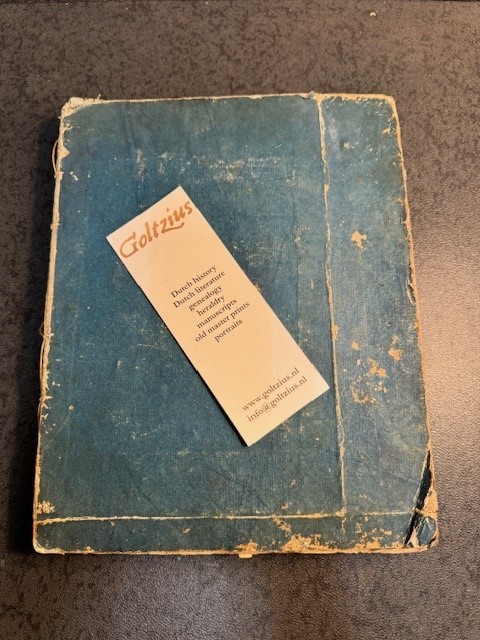 Goltzius
Dutch history
Dutch literature
genealogy
heraldry
manuscripts
old master prints
portraits
www.goltzius.nl
info@goltzius.nl